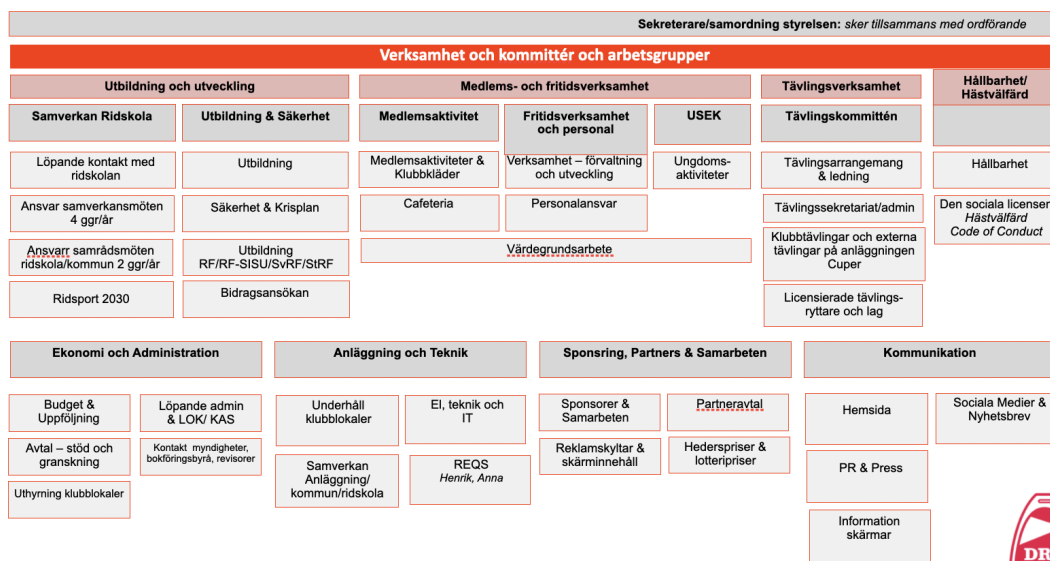 Sekreterare/samordning styrelsen: sker tillsammans med ordförande
Verksamhet och kommittér och arbetsgrupper
Utbildning och utveckling
Medlems- och fritidsverksamhet
Tävlingsverksamhet
Hållbarhet/
Hästvälfärd
Samverkan Ridskola
Utbildning & Säkerhet
Medlemsaktivitet
Fritidsverksamhet
och personal
USEK
Tävlingskommittén
Löpande kontakt med
ridskolan
Utbildning
Medlemsaktiviteter &
Klubbkläder
Verksamhet – förvaltning
och utveckling
Ungdoms-
aktiviteter
Tävlingsarrangemang
& ledning
Hållbarhet
Ansvar samverkansmöten
4 ggr/år
Säkerhet & Krisplan
Cafeteria
Personalansvar
Tävlingssekretariat/admin
Den sociala licensen
Hästvälfärd
Code of Conduct
Ansvarr samrådsmöten
ridskola/kommun 2 ggr/år
Utbildning
RF/RF-SISU/SvRF/StRF
Värdegrundsarbete
Klubbtävlingar och externa
tävlingar på anläggningen
Cuper
Ridsport 2030
Bidragsansökan
Licensierade tävlings-
ryttare och lag
Ekonomi och Administration
Anläggning och Teknik
Sponsring, Partners & Samarbeten
Kommunikation
Budget &
Uppföljning
Löpande admin
& LOK/ KAS
Underhåll
klubblokaler
El, teknik och
IT
Sponsorer &
Samarbeten
Partneravtal
Hemsida
Sociala Medier &
Nyhetsbrev
Avtal – stöd och
granskning
Kontakt myndigheter,
bokföringsbyrå, revisorer
Samverkan
Anläggning/
kommun/ridskola
REQS
Henrik, Anna
Reklamskyltar &
skärminnehåll
Hederspriser &
lotteripriser
PR & Press
Uthyrning klubblokaler
Information
skärmar